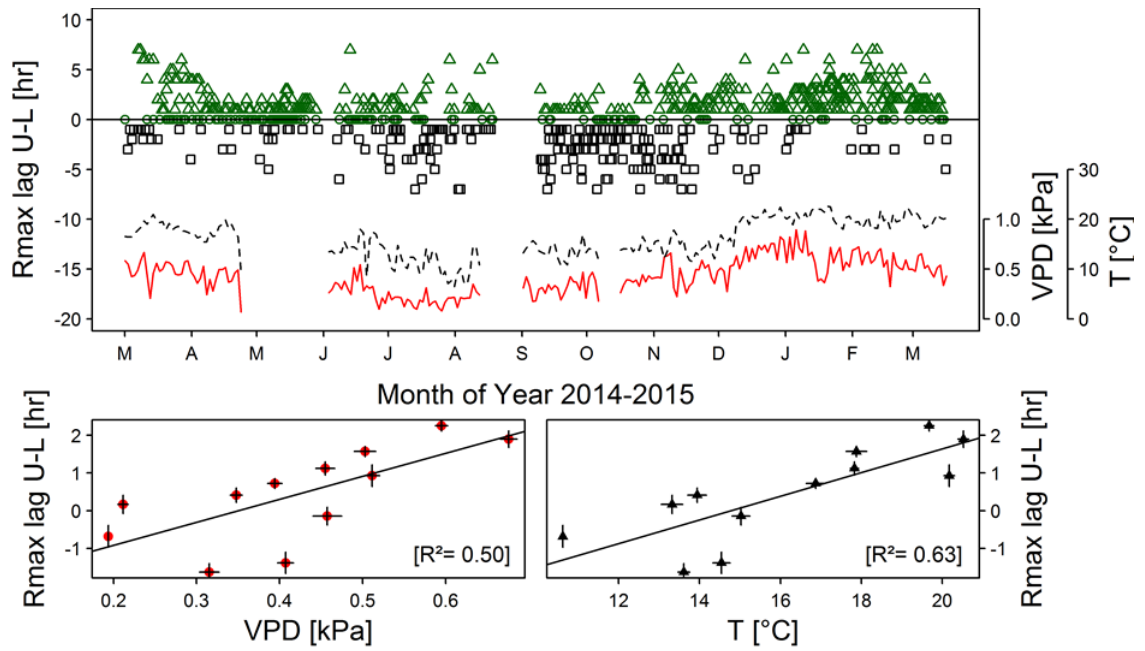 Rmax lag U-L [hr]
10
5
0
-5
-10
-15
-20
VPD [kPa]
1.0
0.5
0.0
T [°C]
30
20
10
0
M A M J J A S O N D J F M
Month of Year 2014-2015
Rmax lag U-L [hr]
2
1
0
-1
[R²= 0.50]
0.2 0.3 0.4 0.5 0.6
VPD [kPa]
[R²= 0.63]
12 14 16 18 20
T [°C]
2
1
0
-1
Rmax lag U-L [hr]